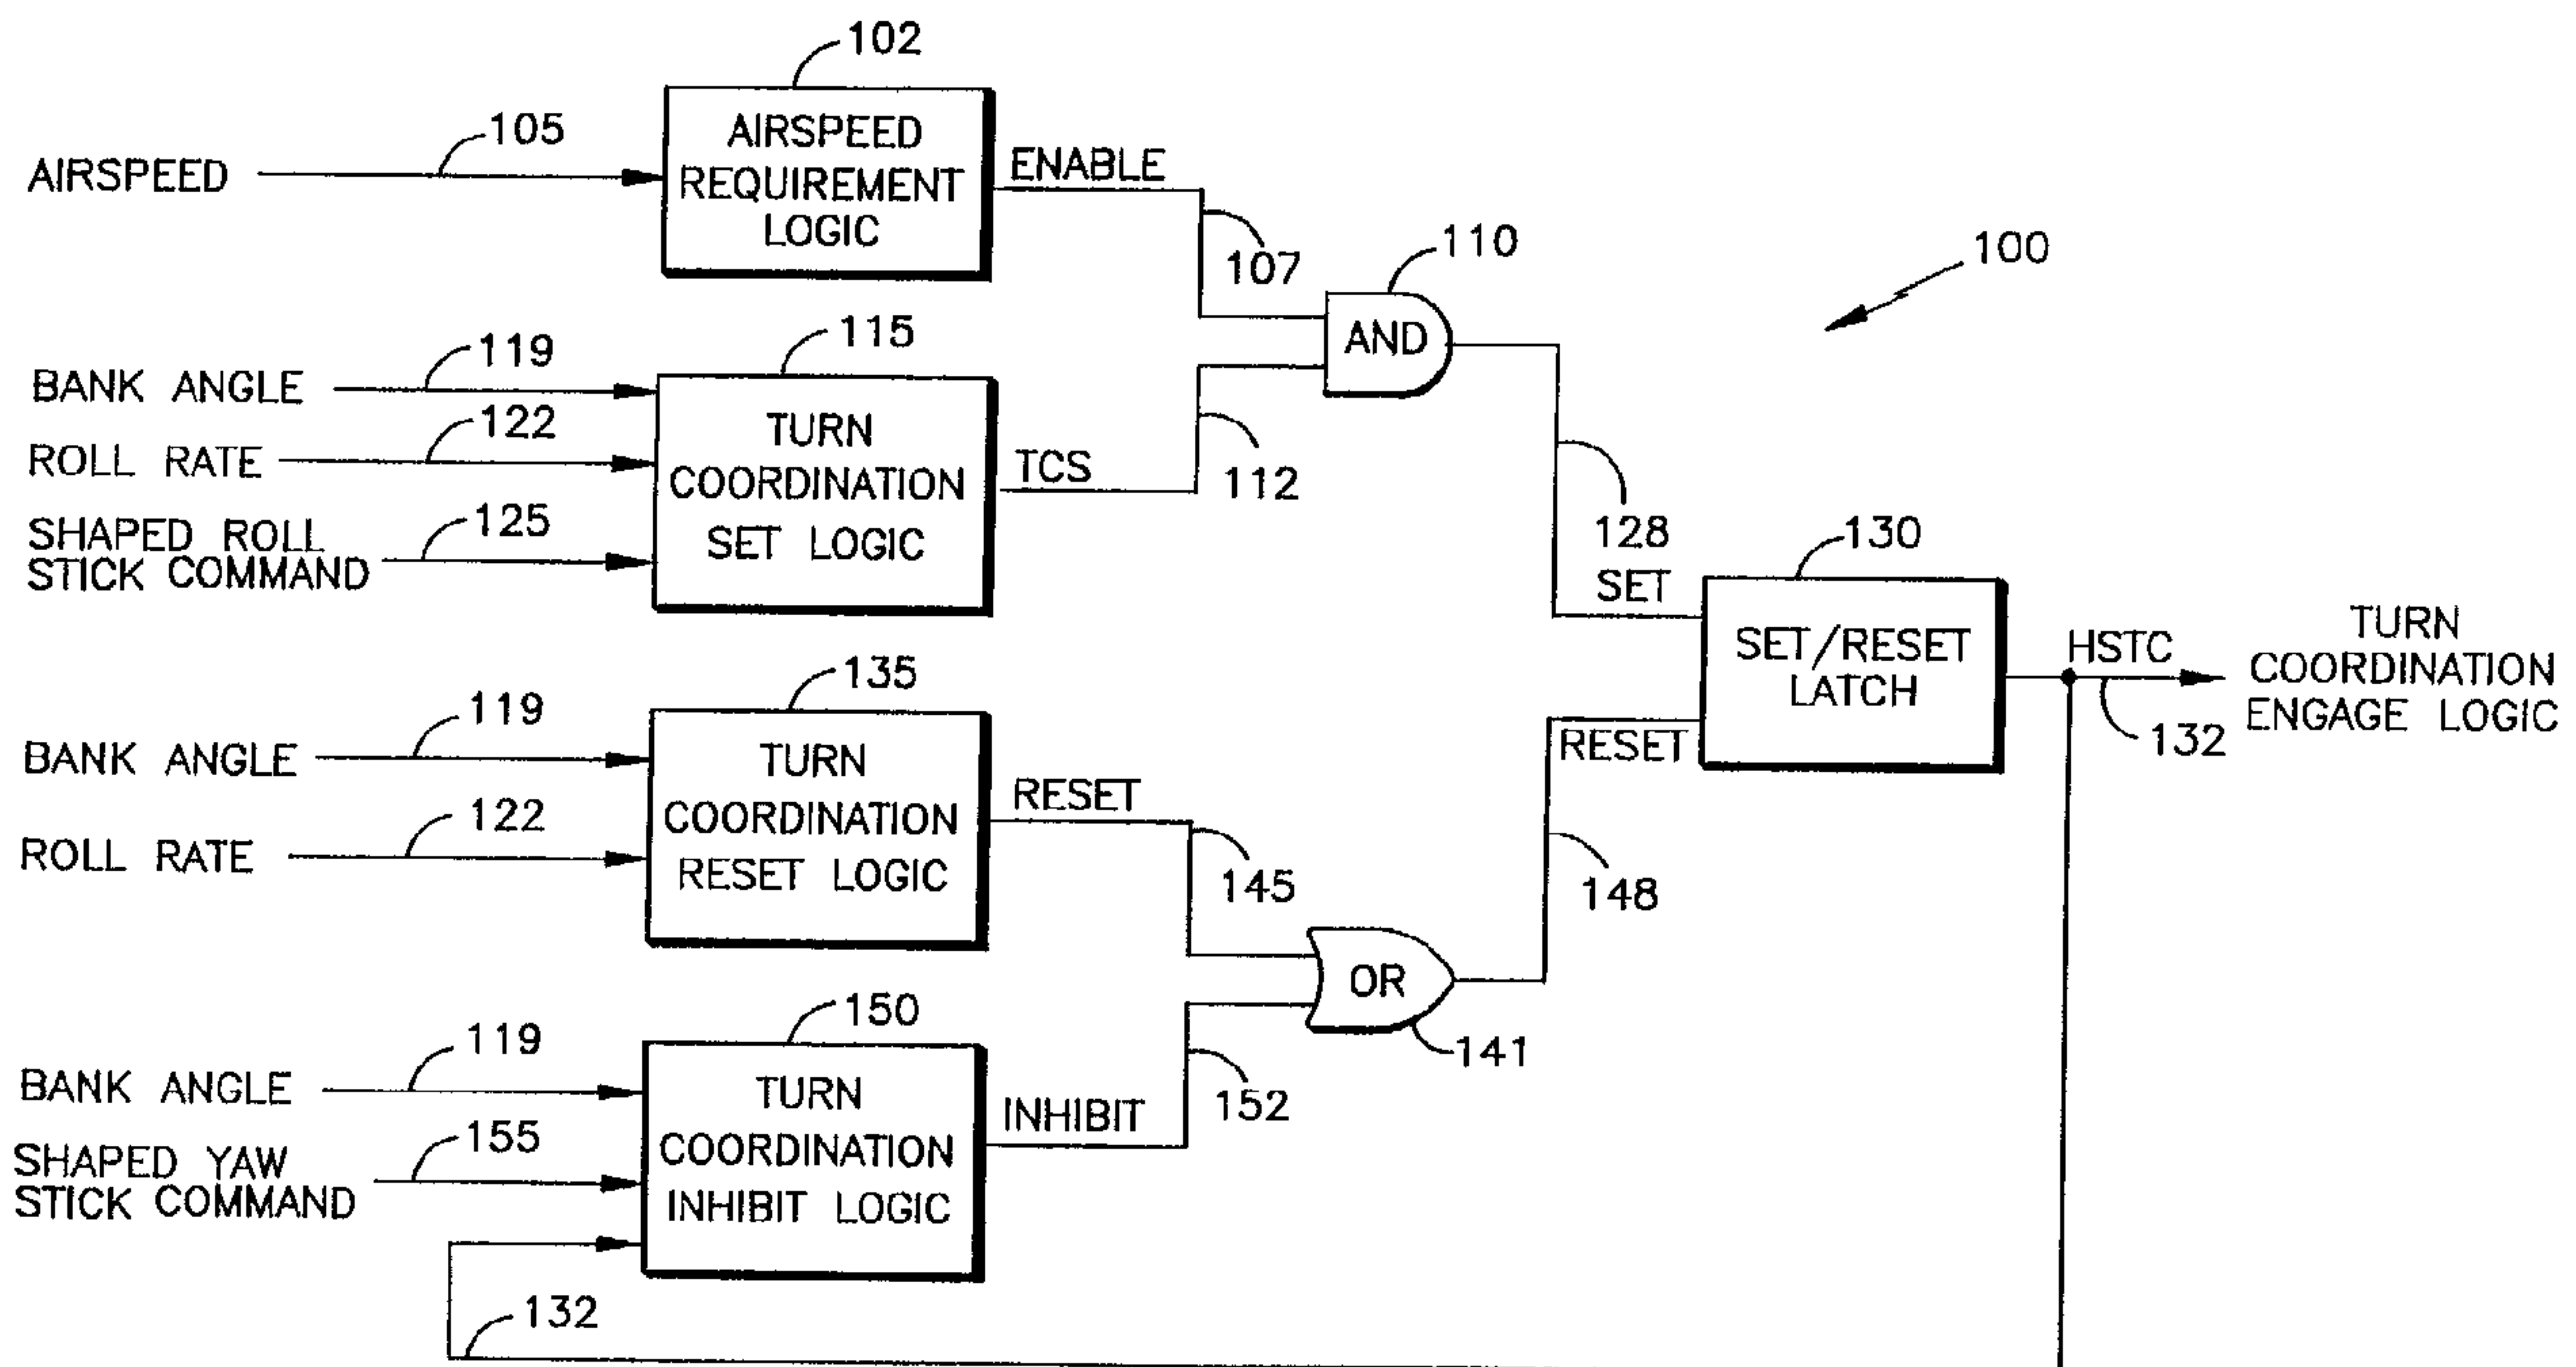 102
105
AIRSPEED
AIRSPEED
REQUIREMENT
LOGIC
ENABLE
107
110
100
AND
115
119
BANK ANGLE
122
ROLL RATE
125
SHAPED ROLL
STICK COMMAND
TURN
COORDINATION
SET LOGIC
TCS
112
128
SET
130
SET/RESET
LATCH
HSTC
132
TURN
COORDINATION
ENGAGE LOGIC
RESET
148
135
119
BANK ANGLE
122
ROLL RATE
TURN
COORDINATION
RESET LOGIC
RESET
145
OR
141
150
119
BANK ANGLE
155
SHAPED YAW
STICK COMMAND
TURN
COORDINATION
INHIBIT LOGIC
INHIBIT
152
132